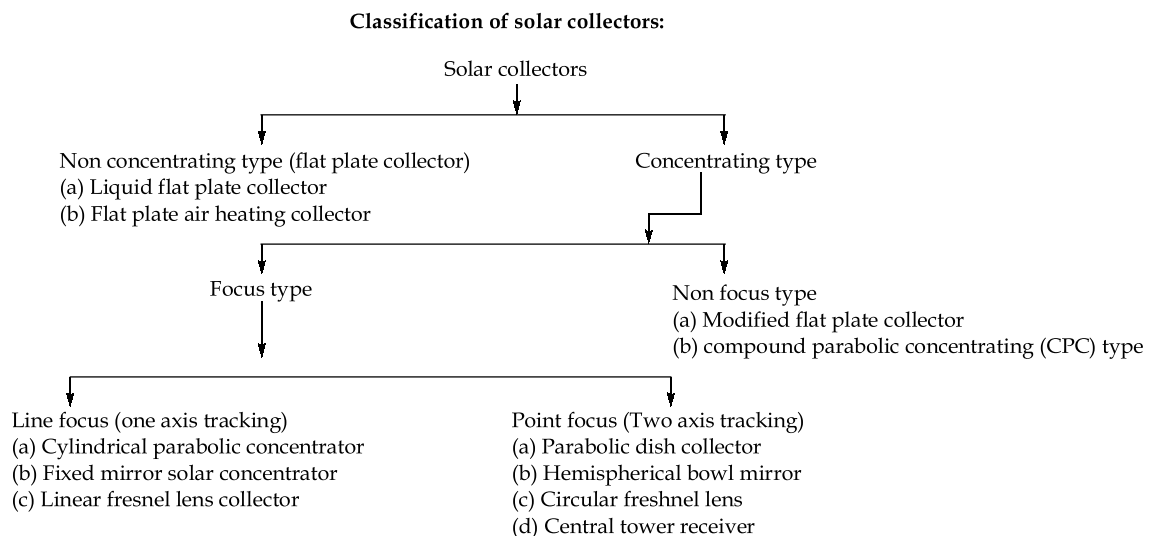 Classification of solar collectors:
Solar collectors
Non concentrating type (flat plate collector)
(a) Liquid flat plate collector
(b) Flat plate air heating collector
Concentrating type
Focus type
Non focus type
(a) Modified flat plate collector
(b) compound parabolic concentrating (CPC) type
Line focus (one axis tracking)
(a) Cylindrical parabolic concentrator
(b) Fixed mirror solar concentrator
(c) Linear fresnel lens collector
Point focus (Two axis tracking)
(a) Parabolic dish collector
(b) Hemispherical bowl mirror
(c) Circular freshnel lens
(d) Central tower receiver